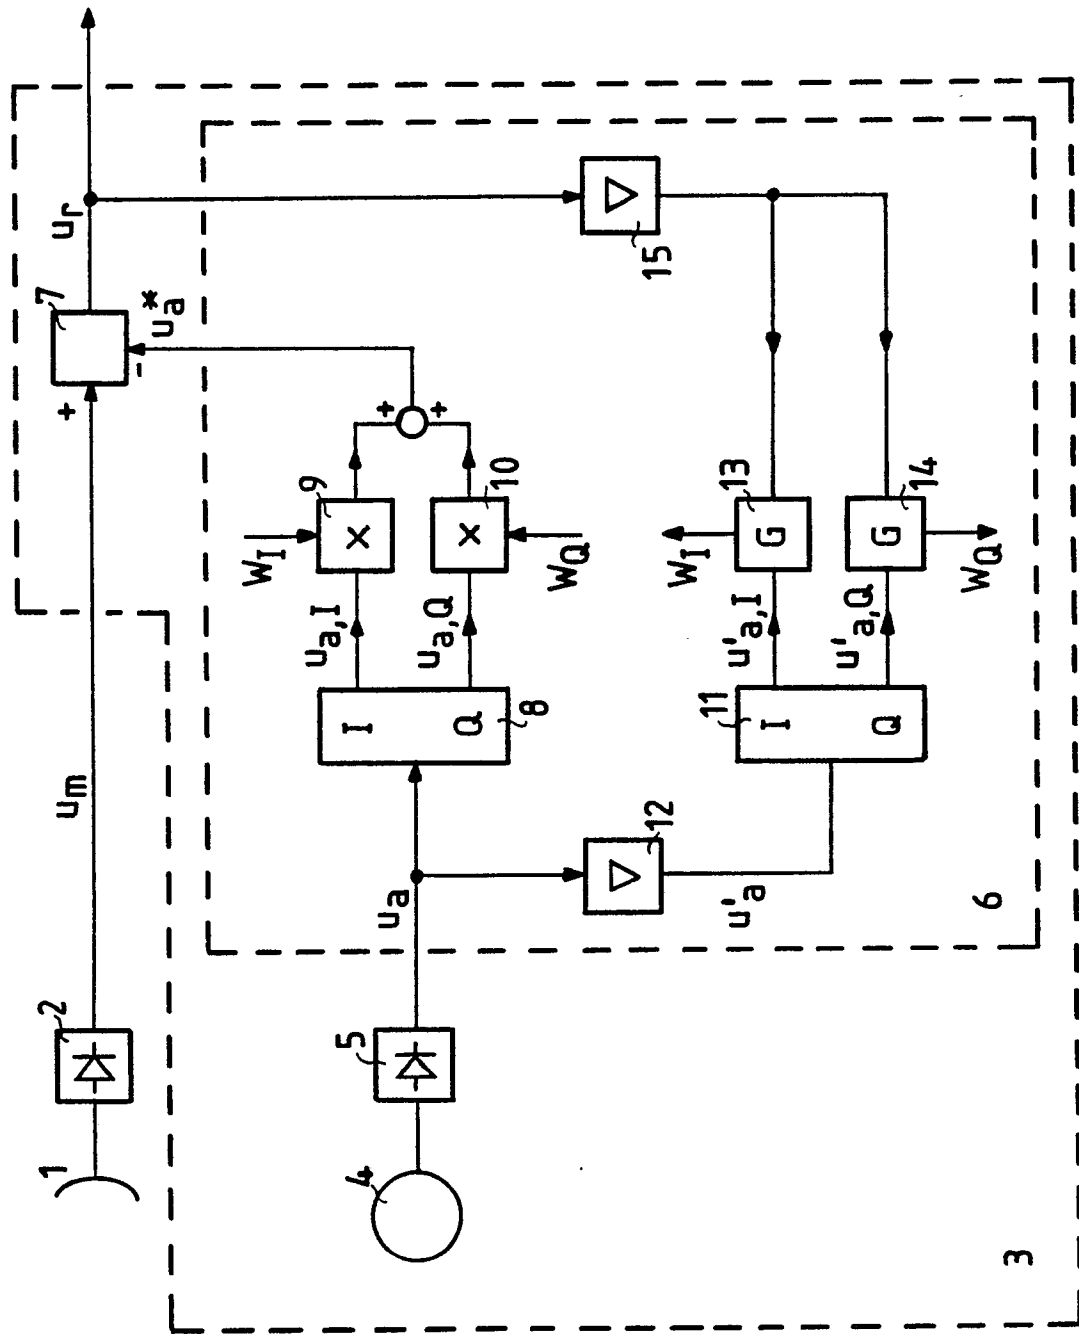 1
2
u_m
+
-
7
u_r
u_a^*
4
5
u_a
8
I
Q
u_a,I
u_a,Q
W_I
W_Q
9
×
10
×
+
+
12
u'_a
11
I
Q
u'_a,I
u'_a,Q
13
G
W_I
14
G
W_Q
15
6
3